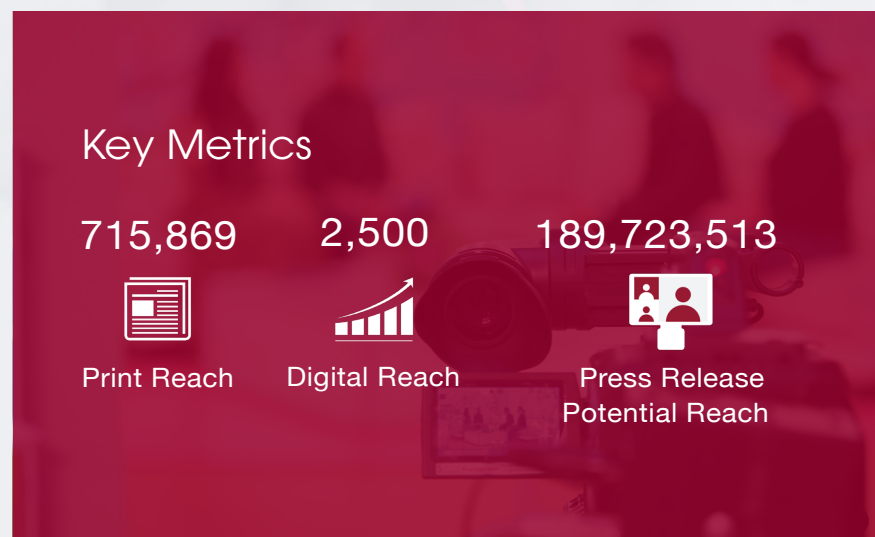 Key Metrics
715,869
2,500
189,723,513
Print Reach
Digital Reach
Press Release
Potential Reach